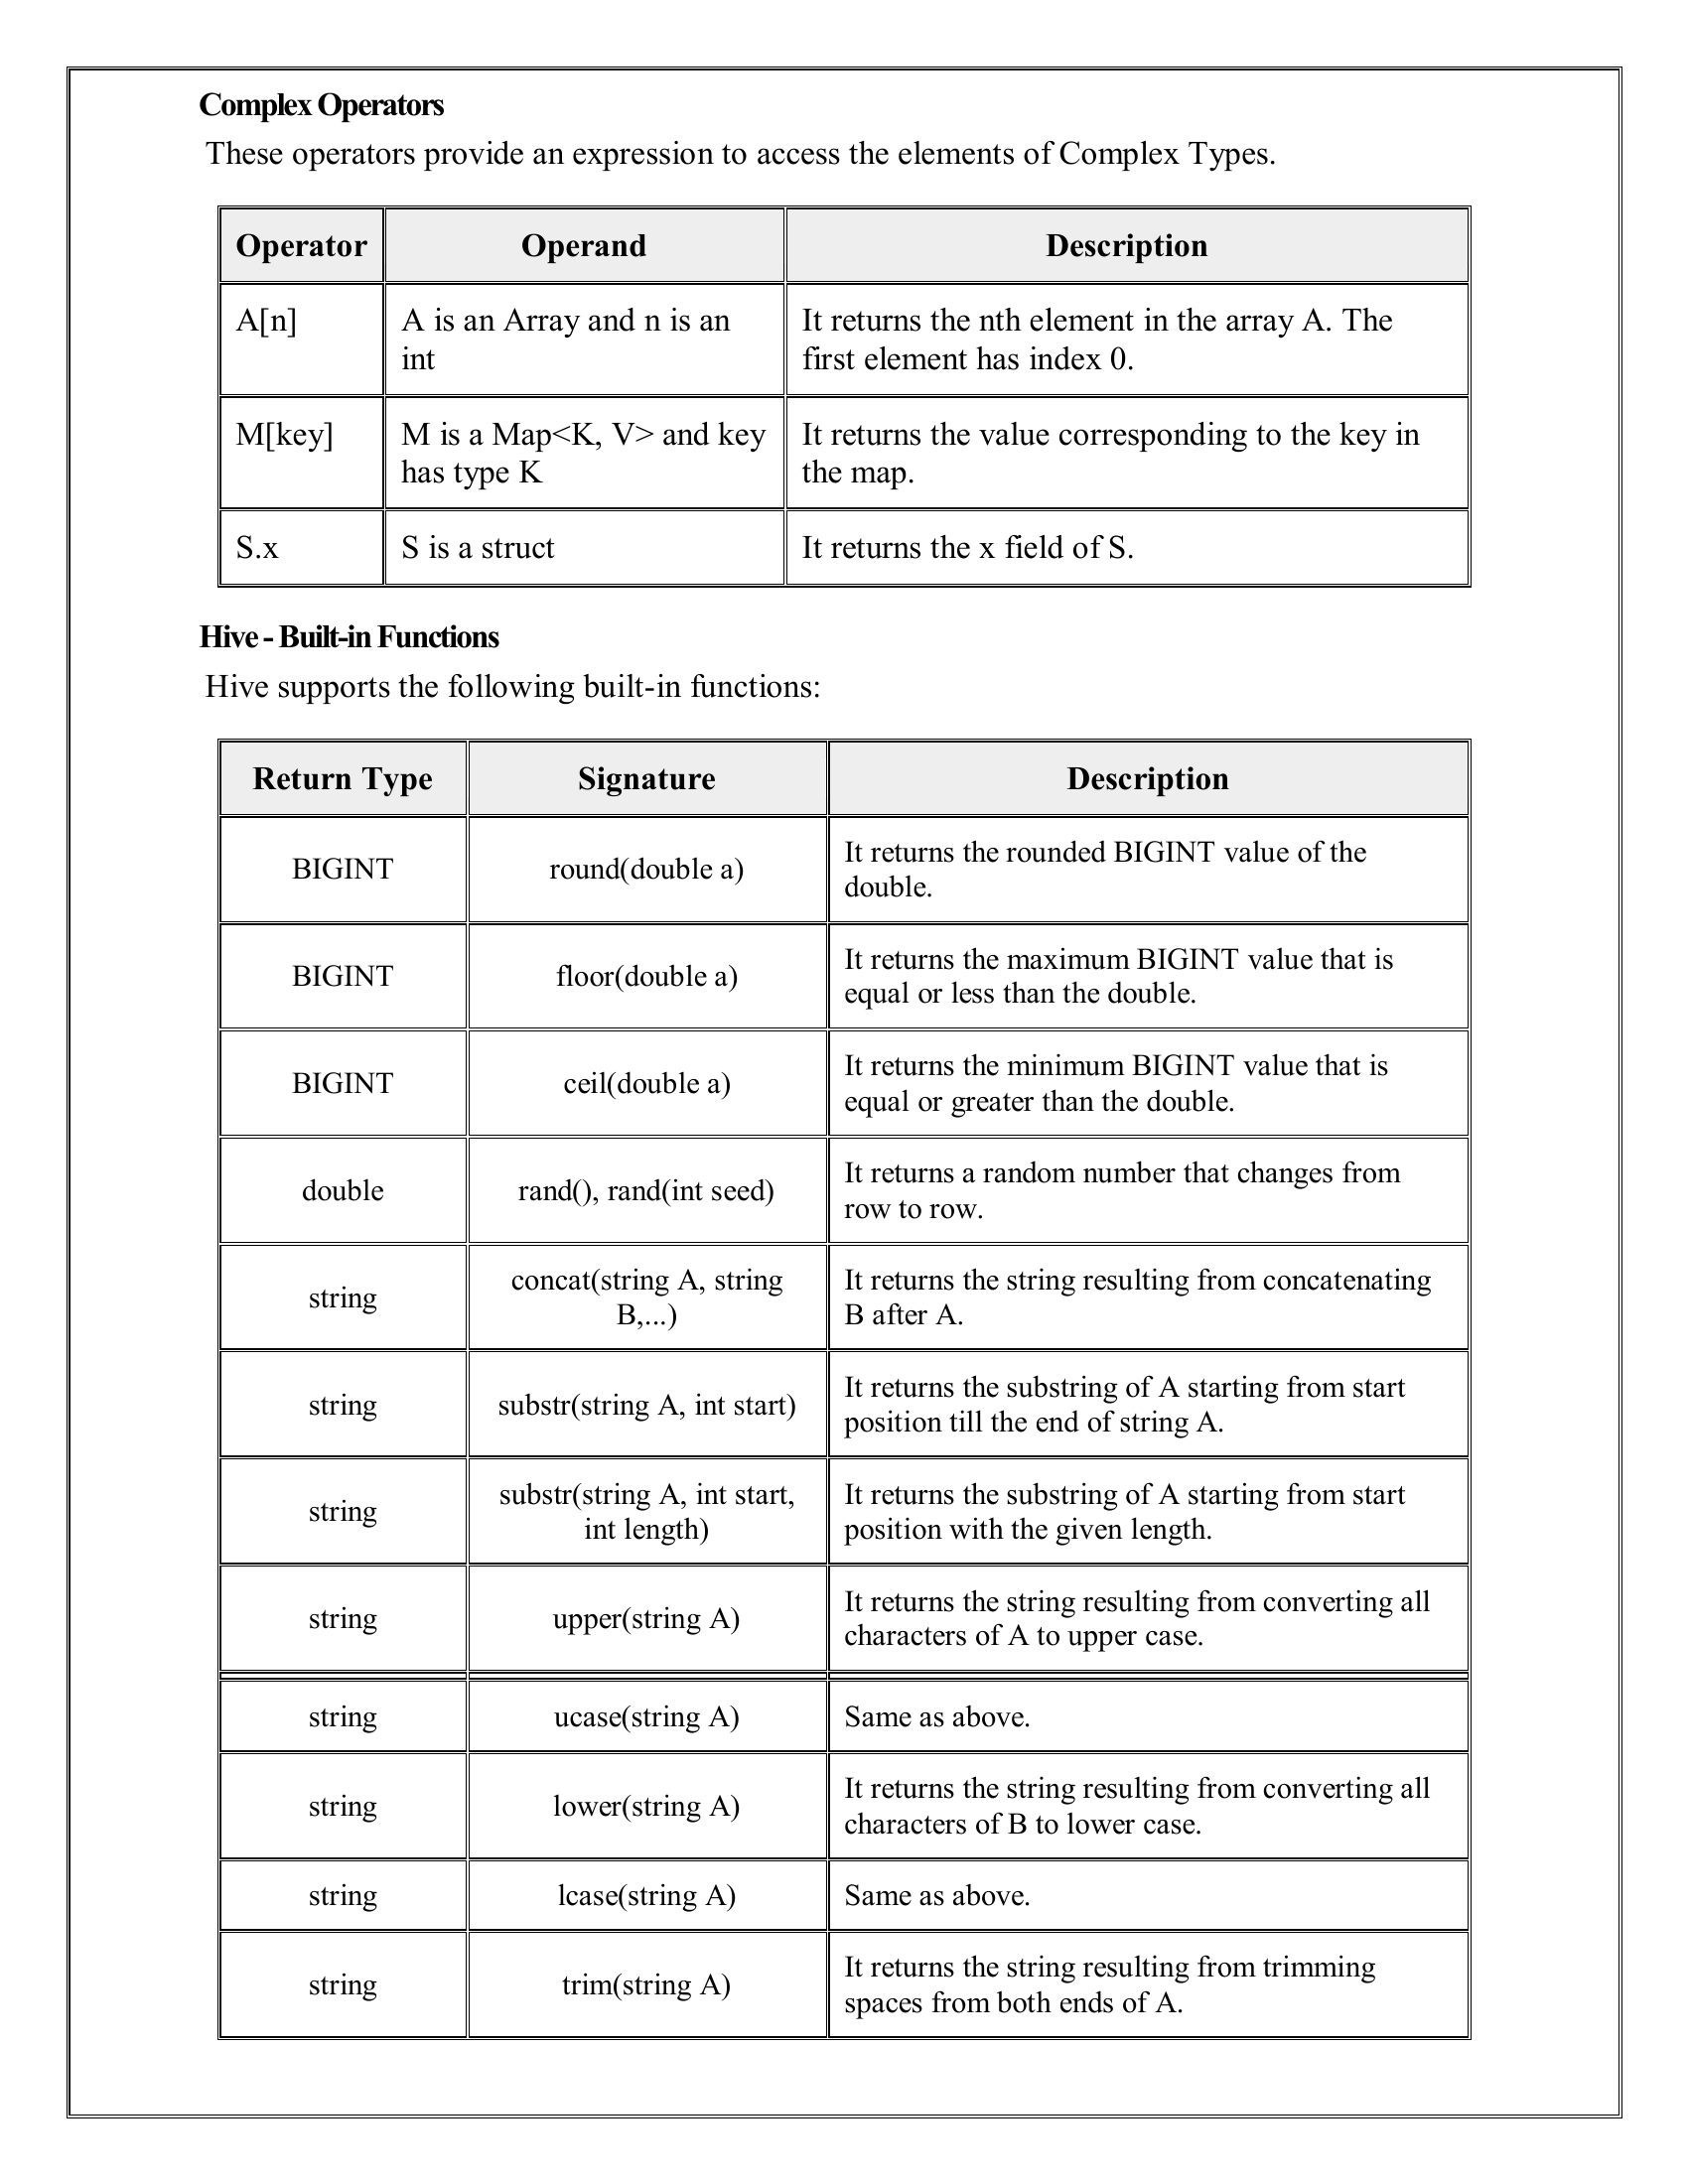 Complex Operators
These operators provide an expression to access the elements of Complex Types.
Operator Operand Description
A[n] A is an Array and n is an It returns the nth element in the array A. The
int first element has index 0.
M[key] M is a Map<K, V> and key It returns the value corresponding to the key in
has type K the map.
S.x S is a struct It returns the x field of S.
Hive - Built-in Functions
Hive supports the following built-in functions:
Return Type Signature Description
BIGINT round(double a) It returns the rounded BIGINT value of the
double.
BIGINT floor(double a) It returns the maximum BIGINT value that is
equal or less than the double.
BIGINT ceil(double a) It returns the minimum BIGINT value that is
equal or greater than the double.
double rand(), rand(int seed) It returns a random number that changes from
row to row.
string concat(string A, string It returns the string resulting from concatenating
B,...) B after A.
string substr(string A, int start) It returns the substring of A starting from start
position till the end of string A.
string substr(string A, int start, It returns the substring of A starting from start
int length) position with the given length.
string upper(string A) It returns the string resulting from converting all
characters of A to upper case.
string ucase(string A) Same as above.
string lower(string A) It returns the string resulting from converting all
characters of B to lower case.
string lcase(string A) Same as above.
string trim(string A) It returns the string resulting from trimming
spaces from both ends of A.